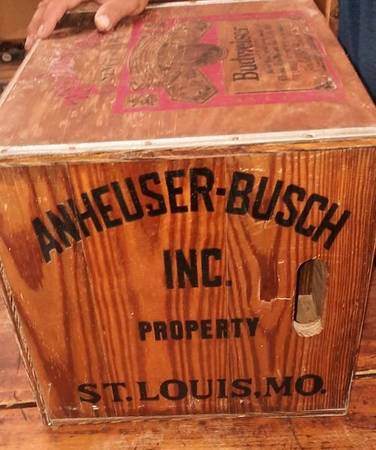 Budweiser
ANHEUSER-BUSCH
INC.
PROPERTY
ST. LOUIS, MO.